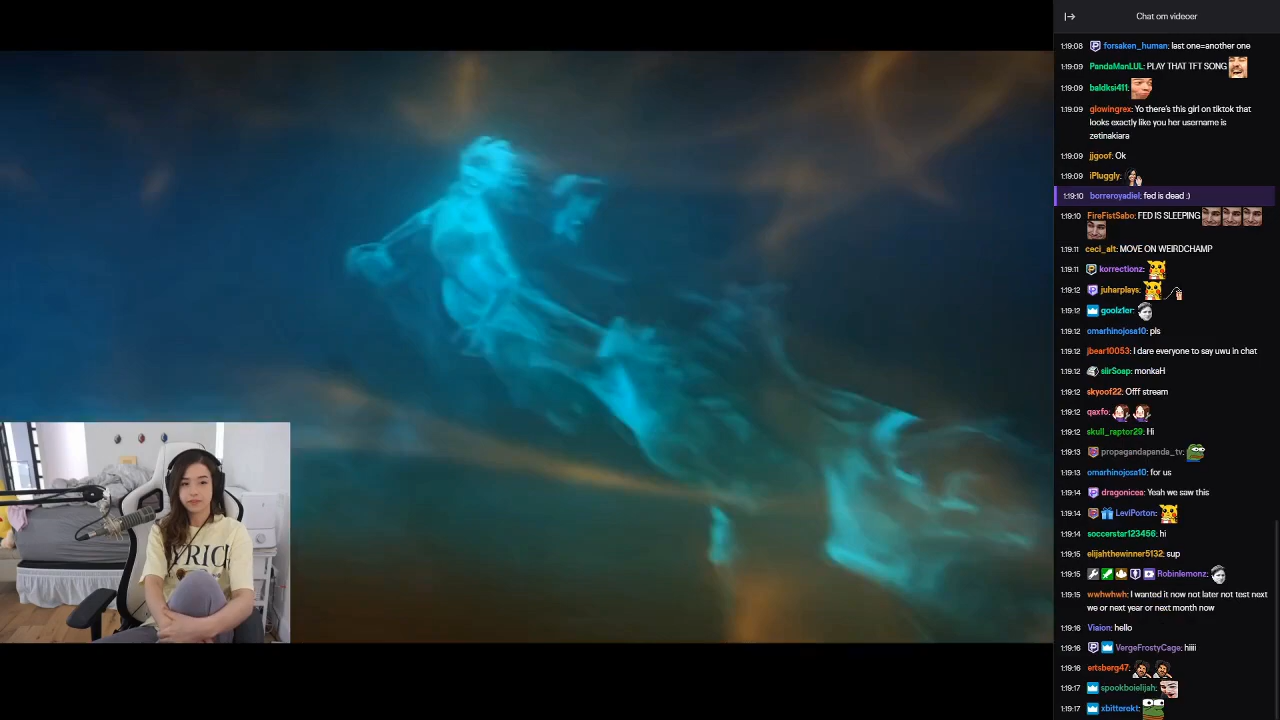 Chat om videoer
1:19:08 forsaken_human: last one=another one
1:19:09 PandaManLUL: PLAY THAT TFT SONG
1:19:09 baldksi411:
1:19:09 glowingrex: Yo there's this girl on tiktok that
looks exactly like you her username is
zetinakiara
1:19:09 jjgoof: Ok
1:19:09 iPluggly:
1:19:10 borreroyadiel: fed is dead :)
1:19:10 FireFistSabo: FED IS SLEEPING
1:19:11 ceci_alt: MOVE ON WEIRDCHAMP
1:19:11 korrectionz:
1:19:12 juharplays:
1:19:12 goolz1er:
1:19:12 omarhinojosa10: pls
1:19:12 jbear10053: I dare everyone to say uwu in chat
1:19:12 siirSoap: monkaH
1:19:12 skyoof22: Offf stream
1:19:12 qaxfo:
1:19:12 skull_raptor29: Hi
1:19:13 propagandapanda_tv:
1:19:13 omarhinojosa10: for us
1:19:14 dragonicea: Yeah we saw this
1:19:14 LeviPorton:
1:19:14 soccerstar123456: hi
1:19:15 elijahthewinner5132: sup
1:19:15 Robinlemonz:
1:19:15 wwhwhwh: I wanted it now not later not test next
we or next year or next month now
1:19:16 Viaion: hello
1:19:16 VergeFrostyCage: hiiii
1:19:16 ertsberg47:
1:19:17 spookboielijah:
1:19:17 xbitterekt:
LYRIC